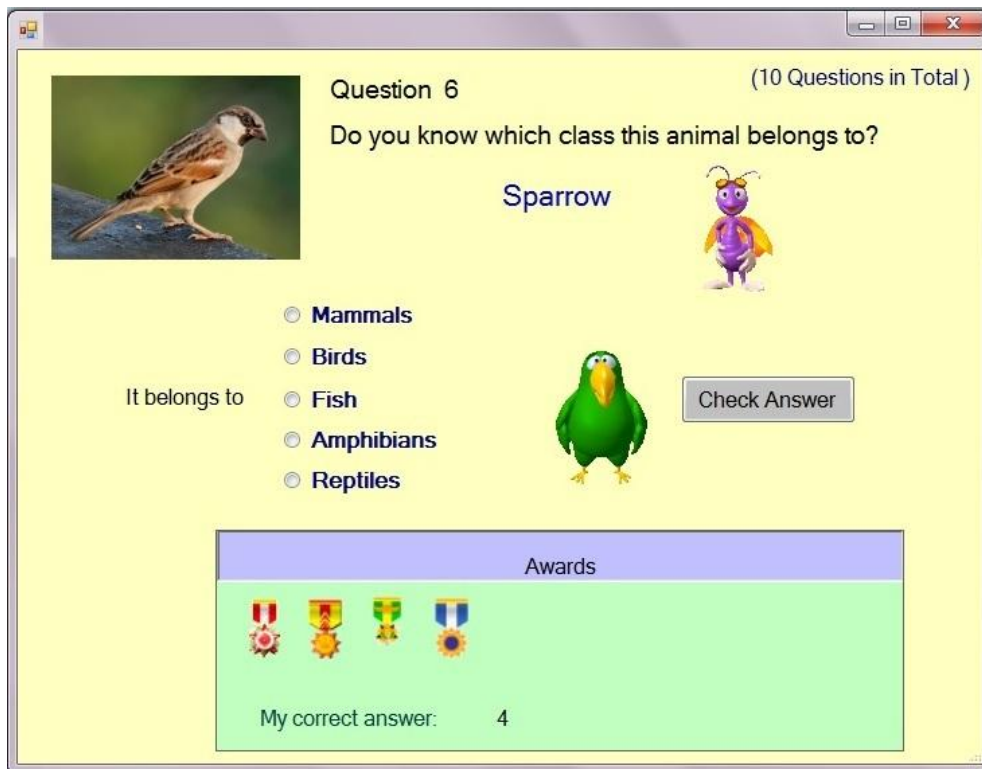 (10 Questions in Total )
Question 6
Do you know which class this animal belongs to?
Sparrow
Mammals
Birds
It belongs to
Fish
Check Answer
Amphibians
Reptiles
Awards
My correct answer: 4